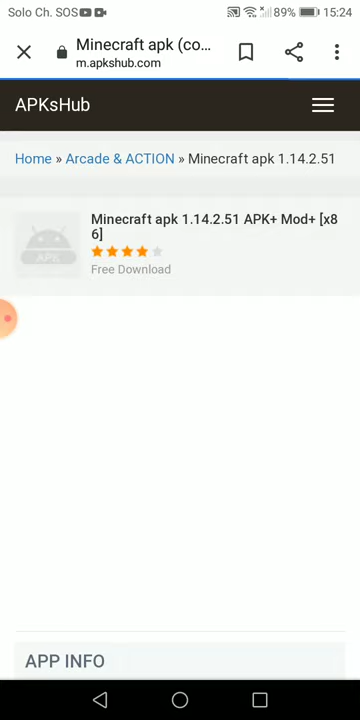 Solo Ch. SOS 89% 15:24
Minecraft apk (co...
m.apkshub.com
APKsHub
Home » Arcade & ACTION » Minecraft apk 1.14.2.51
Minecraft apk 1.14.2.51 APK+ Mod+ [x8
6]
APK
Free Download
APP INFO